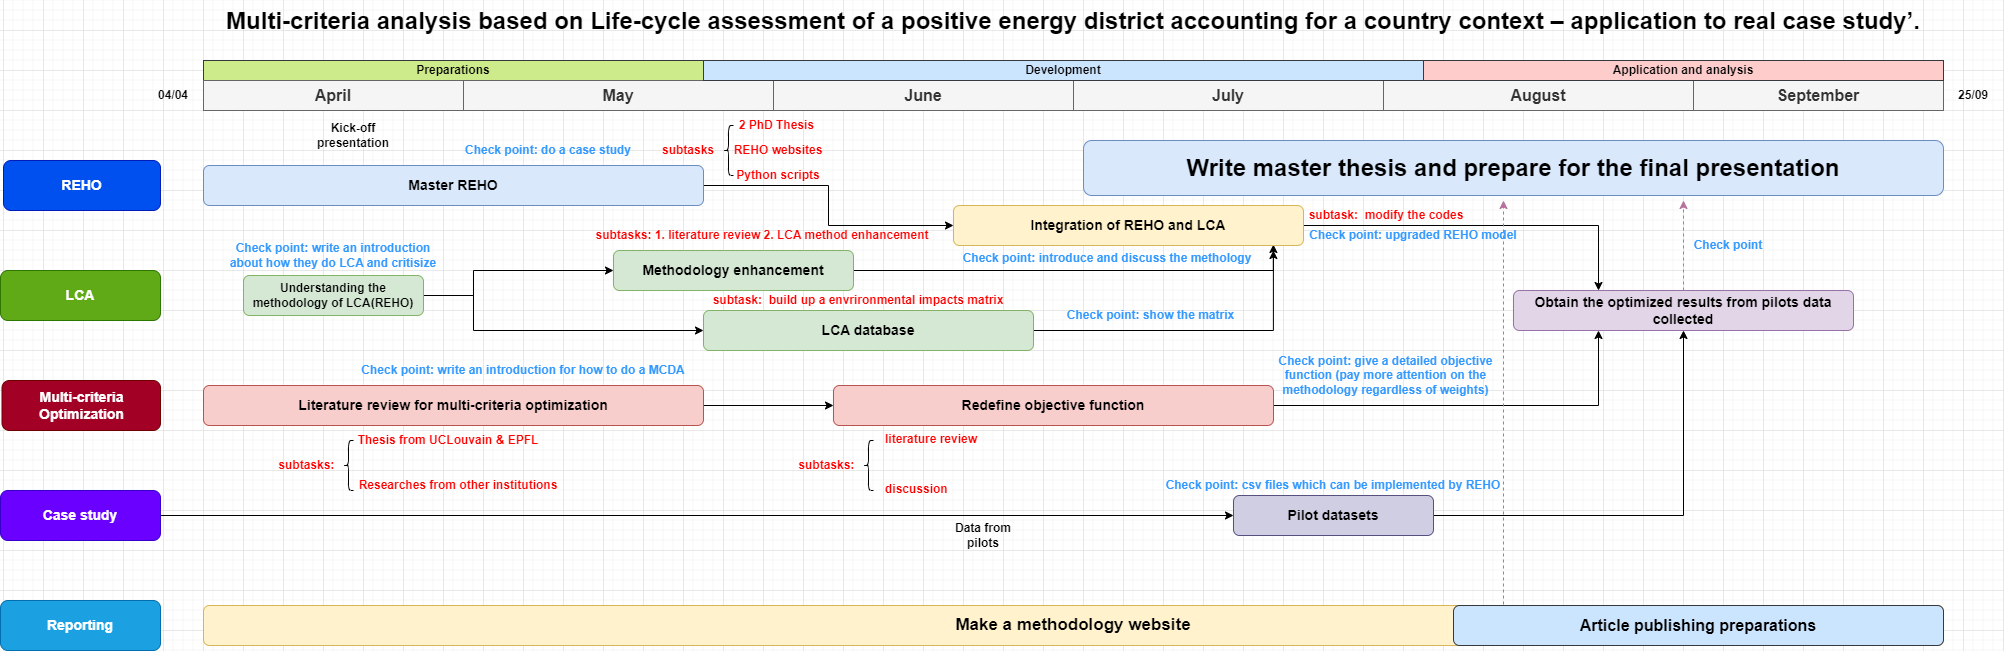 Multi-criteria analysis based on Life-cycle assessment of a positive energy district accounting for a country context – application to real case study’.
Preparations
Development
Application and analysis
04/04
April
May
June
July
August
September
25/09
Kick-off
presentation
Check point: do a case study
subtasks
2 PhD Thesis
REHO websites
Python scripts
REHO
Master REHO
Write master thesis and prepare for the final presentation
Integration of REHO and LCA
subtask:  modify the codes
Check point: upgraded REHO model
Check point
subtasks: 1. literature review 2. LCA method enhancement
Check point: write an introduction
about how they do LCA and critisize
LCA
Understanding the
methodology of LCA(REHO)
Methodology enhancement
Check point: introduce and discuss the methology
subtask:  build up a envrironmental impacts matrix
LCA database
Check point: show the matrix
Obtain the optimized results from pilots data
collected
Check point: write an introduction for how to do a MCDA
Check point: give a detailed objective
function (pay more attention on the
methodology regardless of weights)
Multi-criteria
Optimization
Literature review for multi-criteria optimization
Redefine objective function
subtasks:
Thesis from UCLouvain & EPFL
Researches from other institutions
subtasks:
literature review
discussion
Check point: csv files which can be implemented by REHO
Case study
Data from
pilots
Pilot datasets
Reporting
Make a methodology website
Article publishing preparations